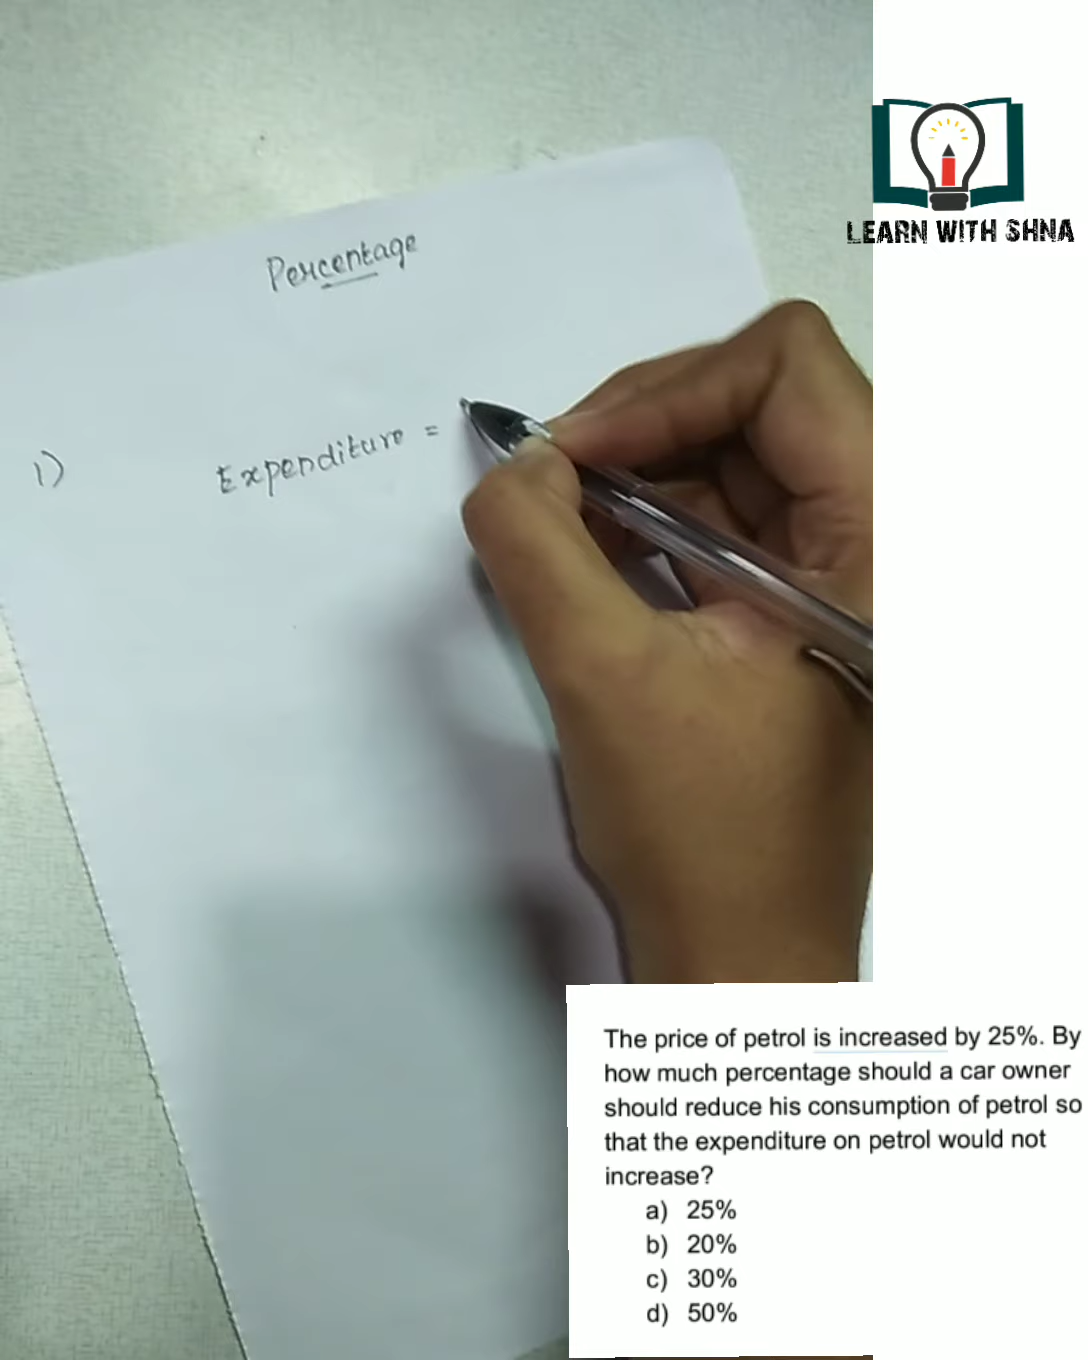 LEARN WITH SHNA
Percentage
1) Expenditure =
The price of petrol is increased by 25%. By
how much percentage should a car owner
should reduce his consumption of petrol so
that the expenditure on petrol would not
increase?
a) 25%
b) 20%
c) 30%
d) 50%